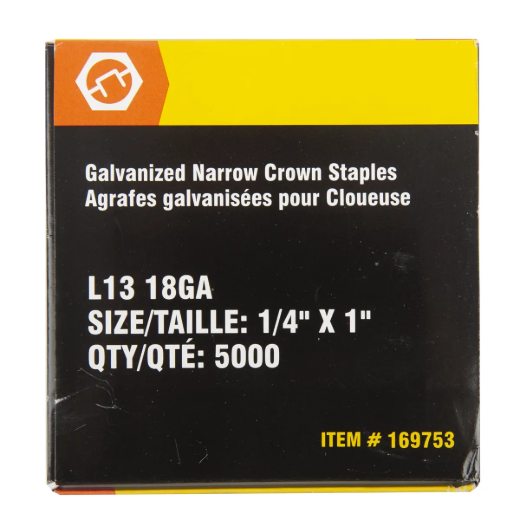 Galvanized Narrow Crown Staples
Agrafes galvanisées pour Cloueuse
L13 18GA
SIZE/TAILLE: 1/4" X 1"
QTY/QTÉ: 5000
ITEM # 169753